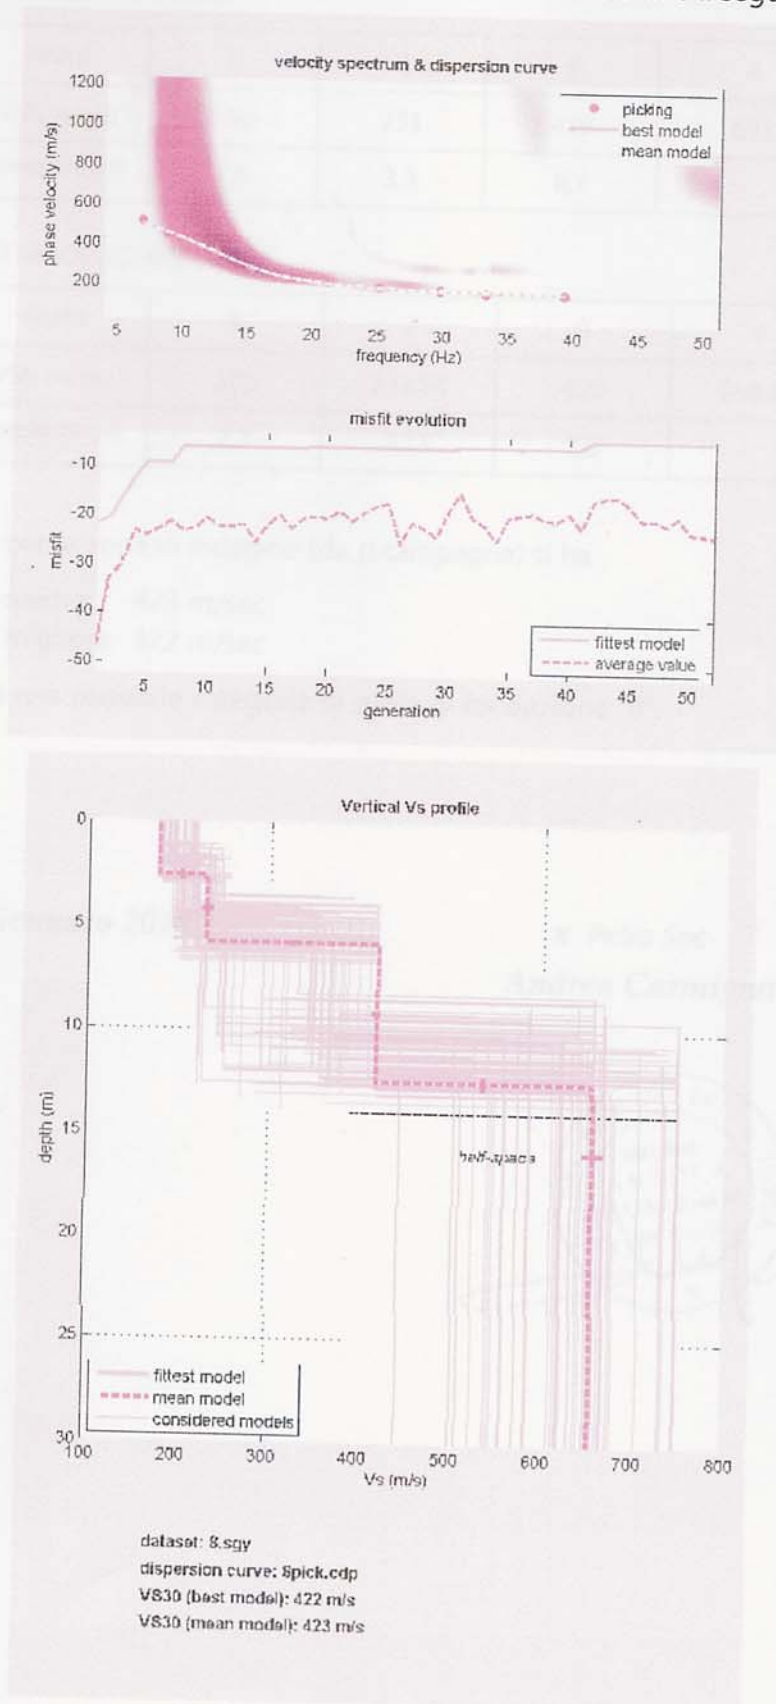 velocity spectrum & dispersion curve
1200
1000
800
600
400
200
phase velocity (m/s)
picking
best model
mean model
5 10 15 20 25 30 35 40 45 50
frequency (Hz)
misfit evolution
-10
-20
-30
-40
-50
misfit
fittest model
average value
5 10 15 20 25 30 35 40 45 50
generation
Vertical Vs profile
0
5
10
15
20
25
30
depth (m)
half-space
fittest model
mean model
considered models
100 200 300 400 500 600 700 800
Vs (m/s)
dataset: 8.sgy
dispersion curve: 8pick.cdp
VS30 (best model): 422 m/s
VS30 (mean model): 423 m/s